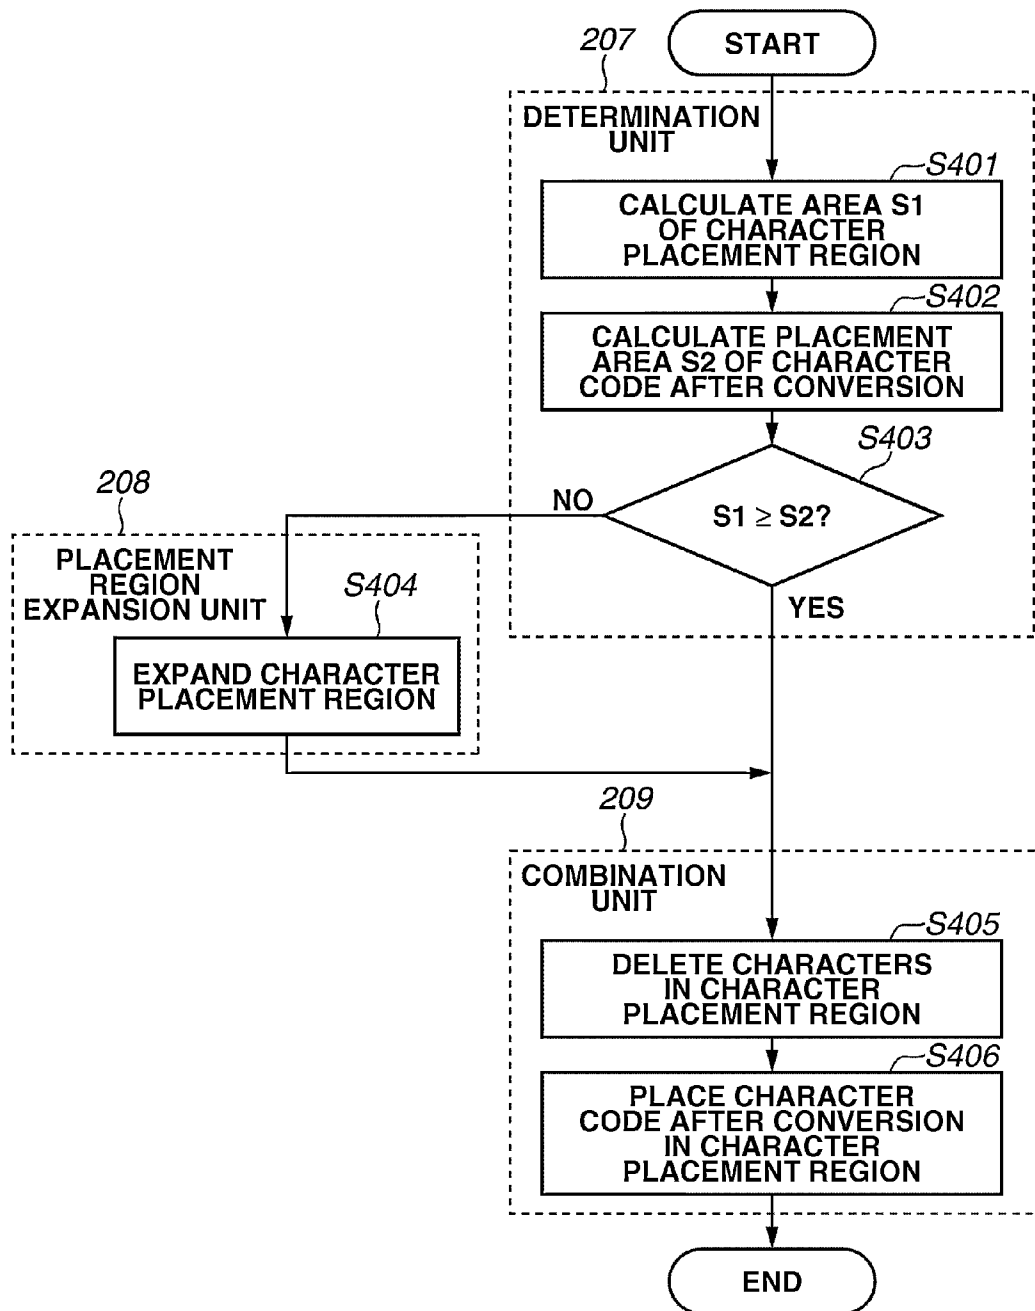 START
207
DETERMINATION
UNIT
S401
CALCULATE AREA S1
OF CHARACTER
PLACEMENT REGION
S402
CALCULATE PLACEMENT
AREA S2 OF CHARACTER
CODE AFTER CONVERSION
S403
S1 ≥ S2?
NO
YES
208
PLACEMENT
REGION
EXPANSION UNIT
S404
EXPAND CHARACTER
PLACEMENT REGION
209
COMBINATION
UNIT
S405
DELETE CHARACTERS
IN CHARACTER
PLACEMENT REGION
S406
PLACE CHARACTER
CODE AFTER CONVERSION
IN CHARACTER
PLACEMENT REGION
END